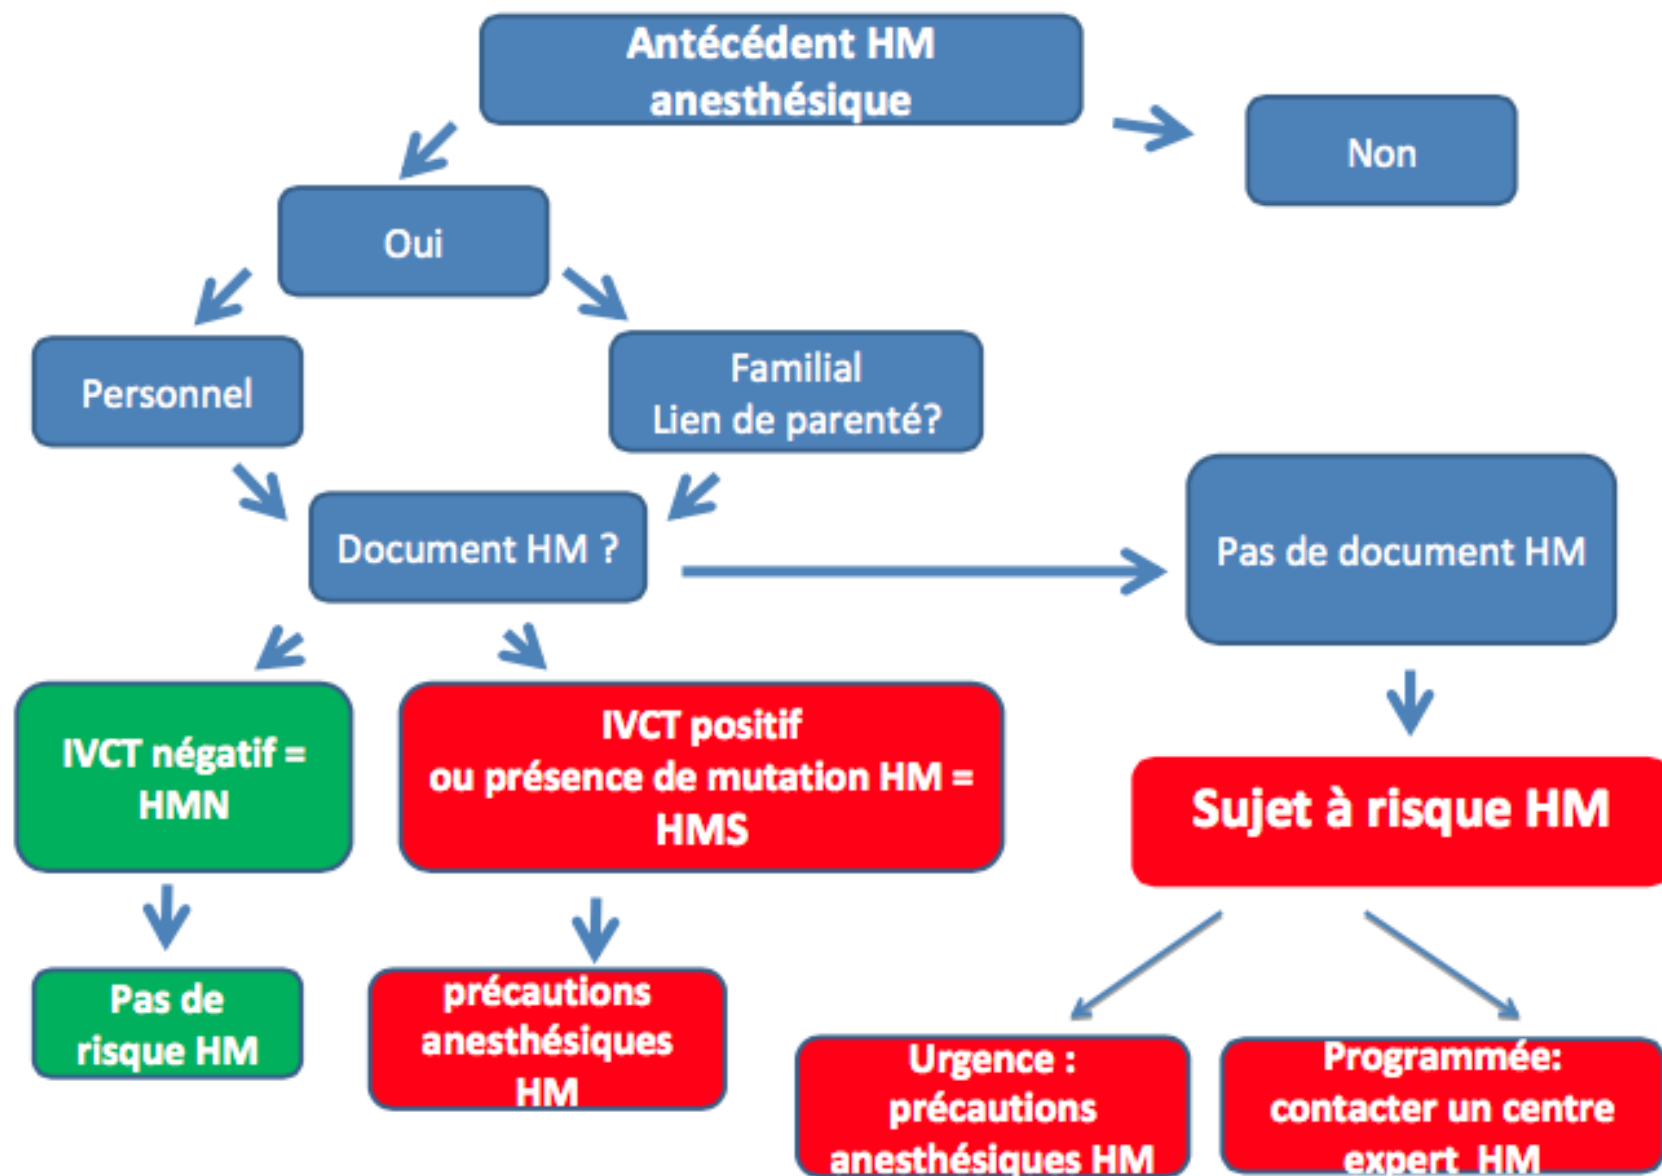 Antécédent HM
anesthésique
Non
Oui
Personnel
Familial
Lien de parenté?
Document HM ?
Pas de document HM
IVCT négatif =
HMN
IVCT positif
ou présence de mutation HM =
HMS
Sujet à risque HM
Pas de
risque HM
précautions
anesthésiques
HM
Urgence :
précautions
anesthésiques HM
Programmée:
contacter un centre
expert HM